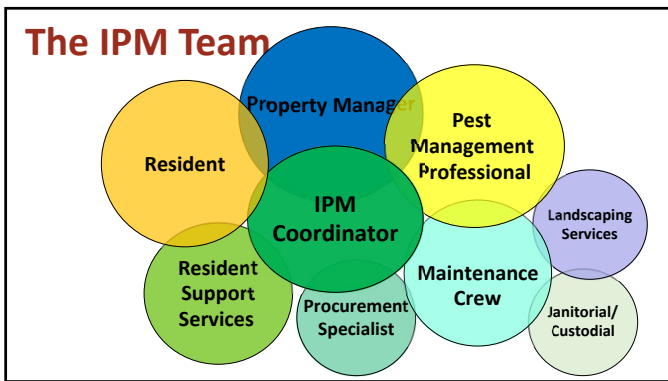 The IPM Team
Property Manager
Pest
Management
Professional
Resident
IPM
Coordinator
Landscaping
Services
Resident
Support
Services
Maintenance
Crew
Procurement
Specialist
Janitorial/
Custodial